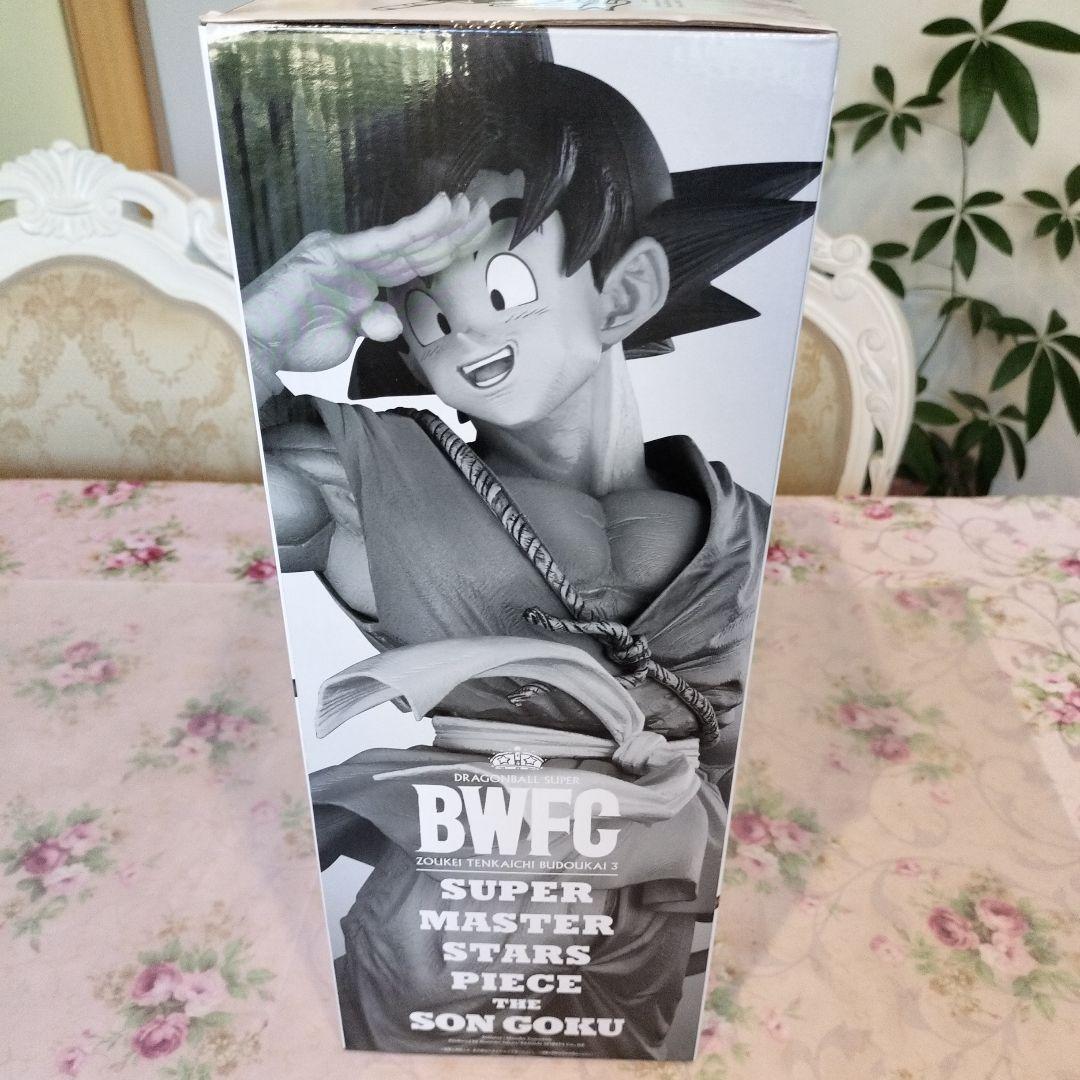 DRAGONBALL SUPER
BWFC
ZOUKEI TENKAICHI BUDOUKAI 3
SUPER
MASTER
STARS
PIECE
THE
SON GOKU